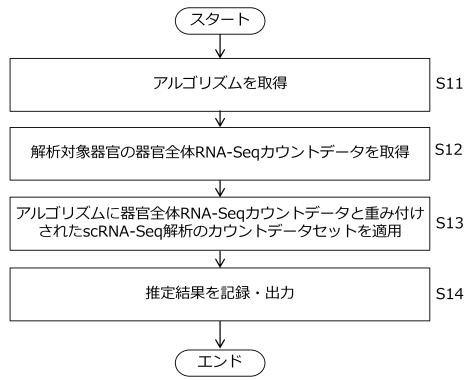 スタート
アルゴリズムを取得
S11
解析対象器官の器官全体RNA-Seqカウントデータを取得
S12
アルゴリズムに器官全体RNA-Seqカウントデータと重み付け
されたscRNA-Seq解析のカウントデータセットを適用
S13
推定結果を記録・出力
S14
エンド